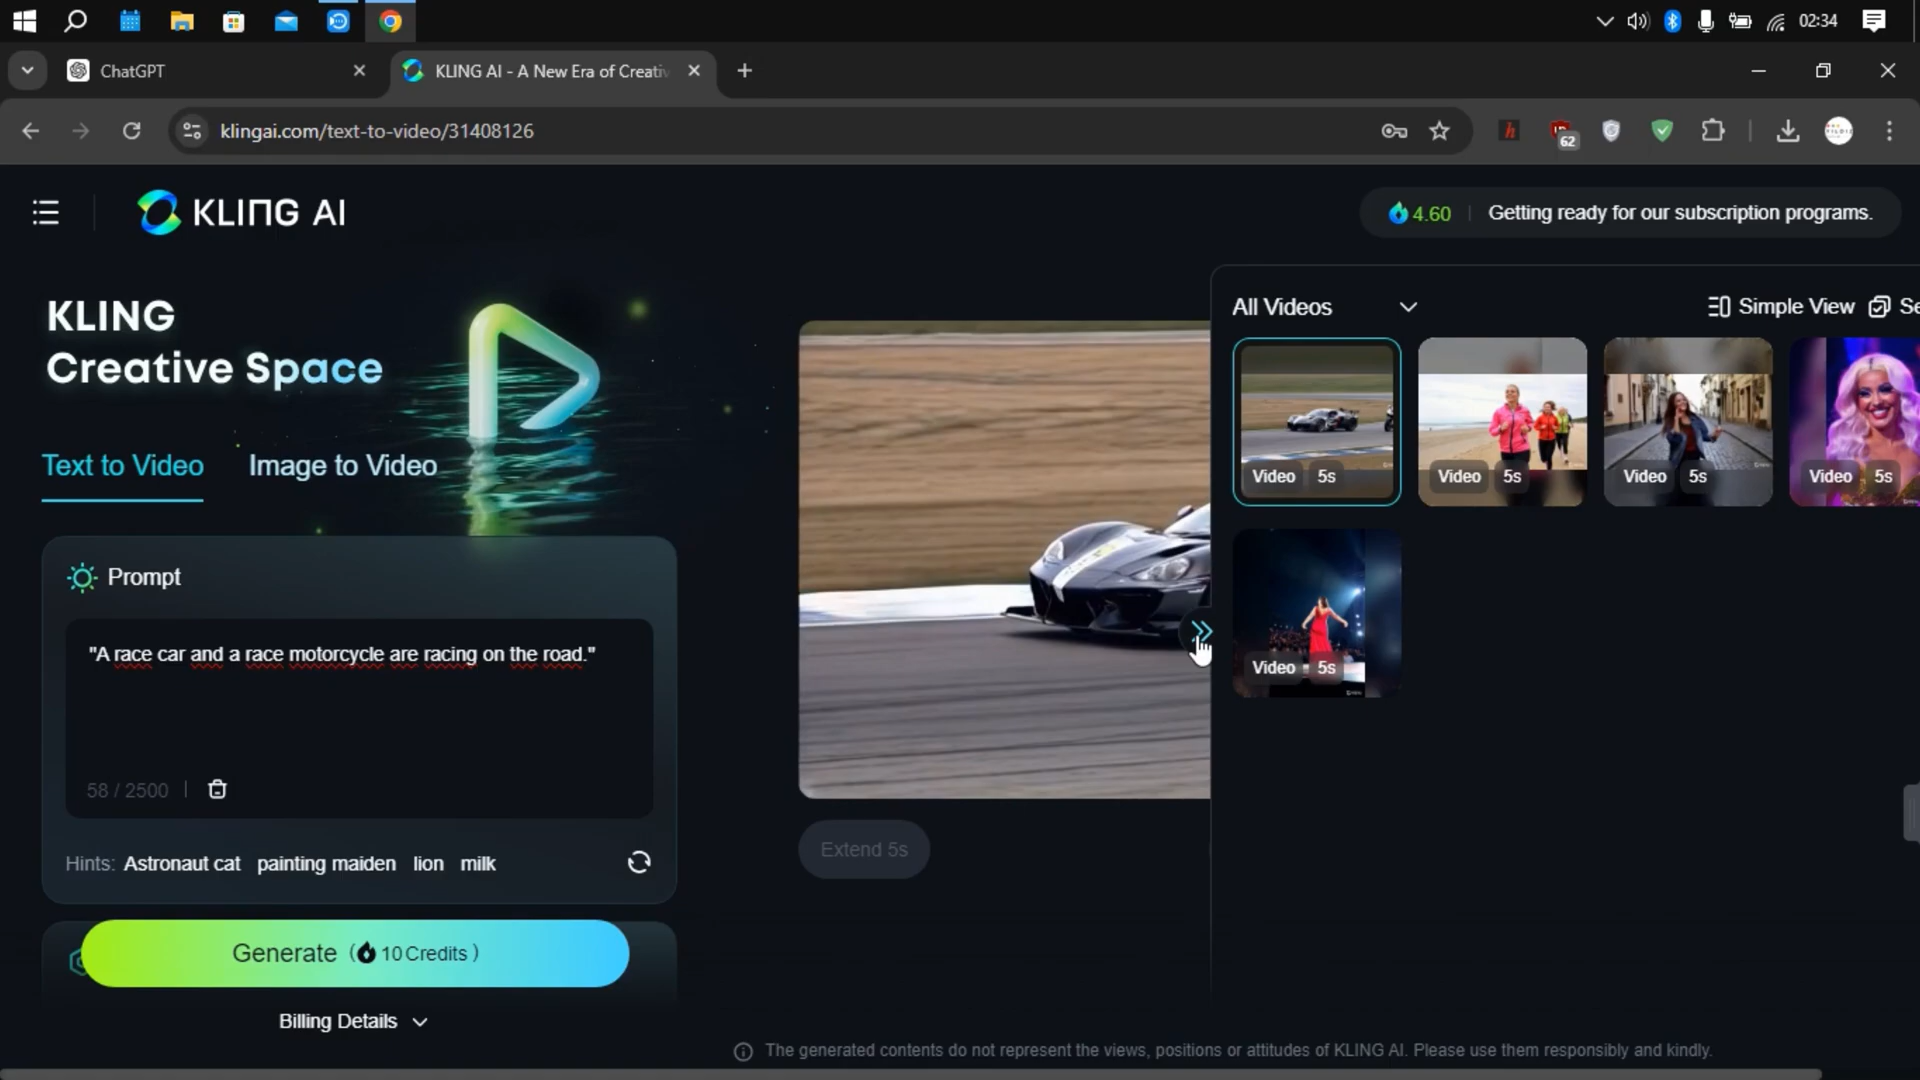 02:34
ChatGPT
KLING AI - A New Era of Creativ
klingai.com/text-to-video/31408126
62
KLING AI
4.60
Getting ready for our subscription programs.
KLING
Creative Space
Text to Video
Image to Video
Prompt
"A race car and a race motorcycle are racing on the road."
58 / 2500
Hints: Astronaut cat painting maiden lion milk
Generate ( 10 Credits )
Billing Details
Extend 5s
All Videos
Simple View
Se
Video 5s
Video 5s
Video 5s
Video 5s
Video 5s
The generated contents do not represent the views, positions or attitudes of KLING AI. Please use them responsibly and kindly.